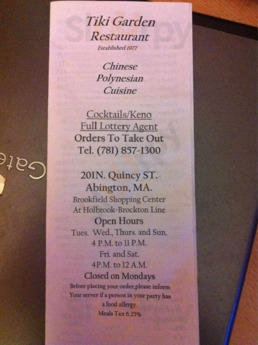 Tiki Garden
Restaurant
Established 1977
Chinese
Polynesian
Cuisine
Cocktails/Keno
Full Lottery Agent
Orders To Take Out
Tel. (781) 857-1300
201N. Quincy ST.
Abington, MA.
Brookfield Shopping Center
At Holbrook-Brockton Line
Open Hours
Tues. Wed., Thurs. and Sun.
4 P.M. to 11 P.M.
Fri. and Sat.
4P.M. to 12 A.M.
Closed on Mondays
Before placing your order,please inform
Your server if a person in your party has
a food allergy.
Meals Tax 6.25%
Gate